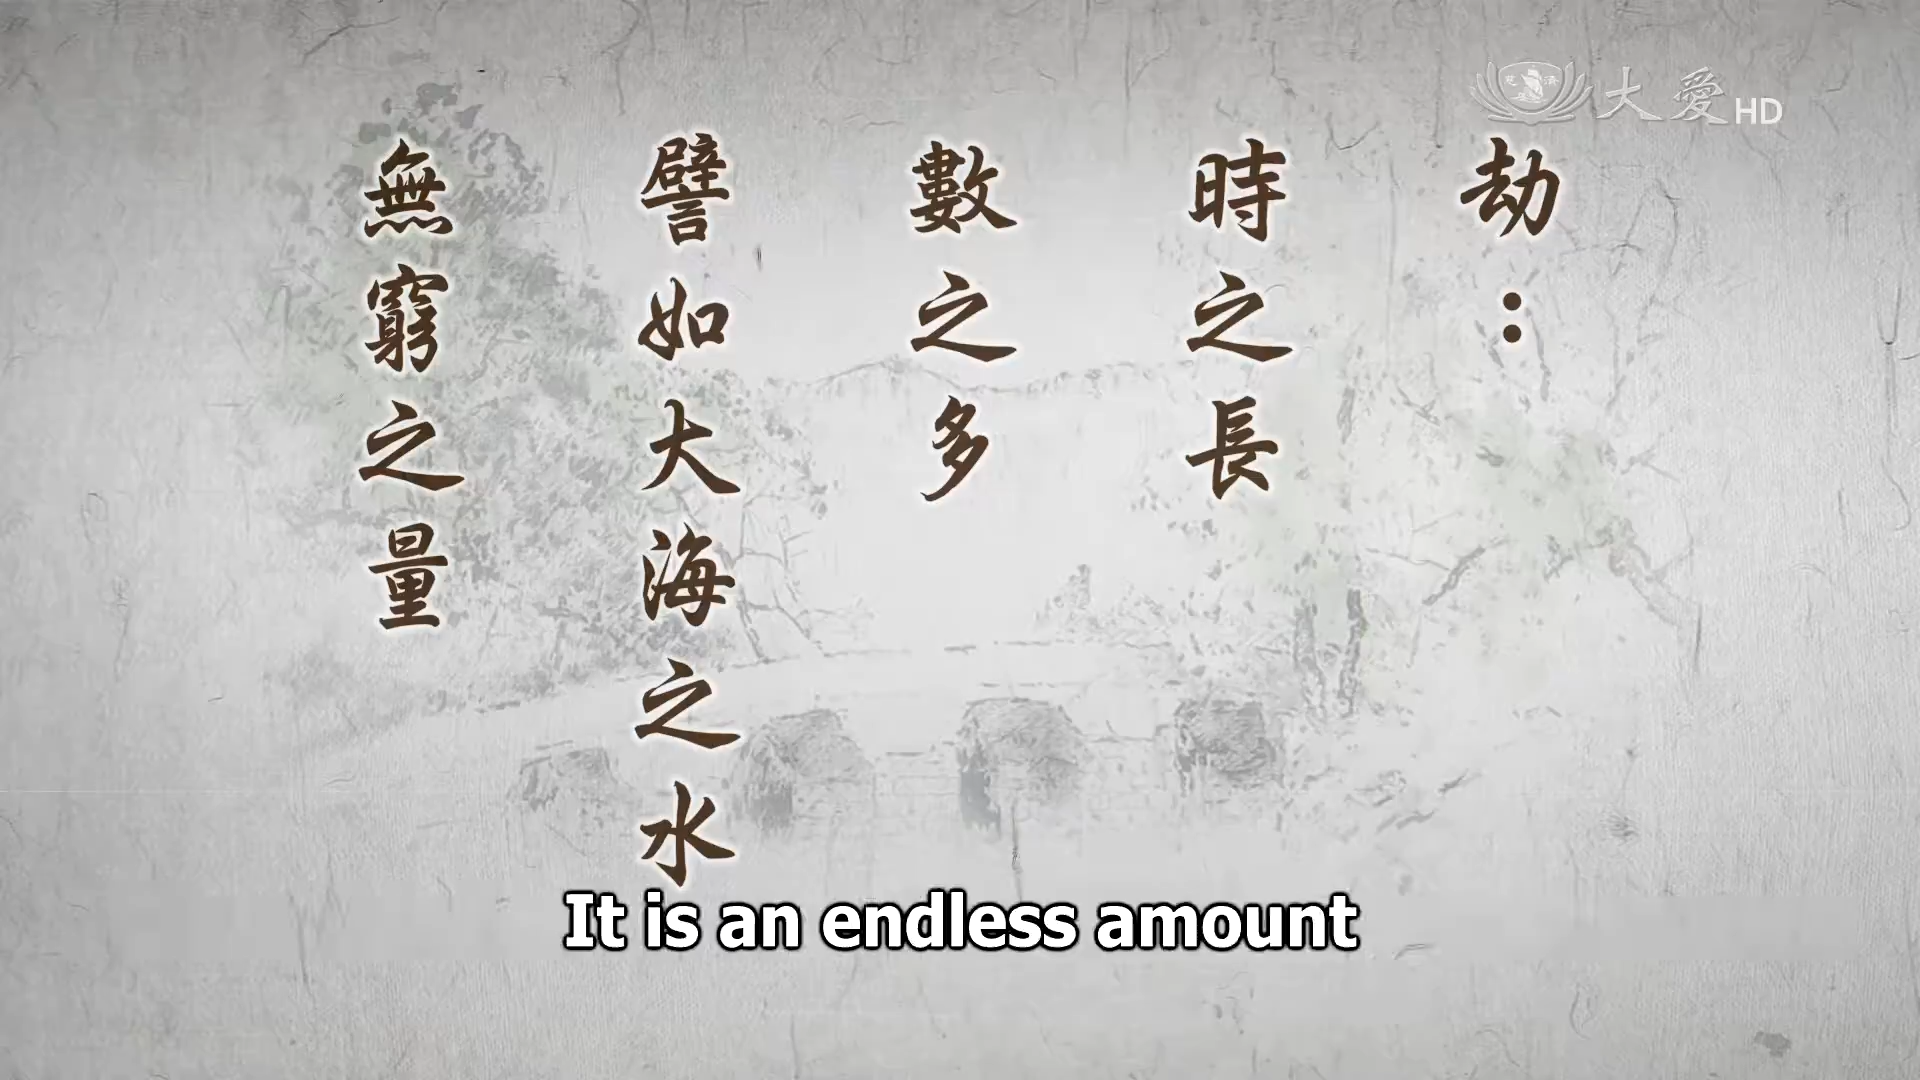 大愛HD
劫：
時之長
數之多
譬如大海之水
無窮之量
It is an endless amount